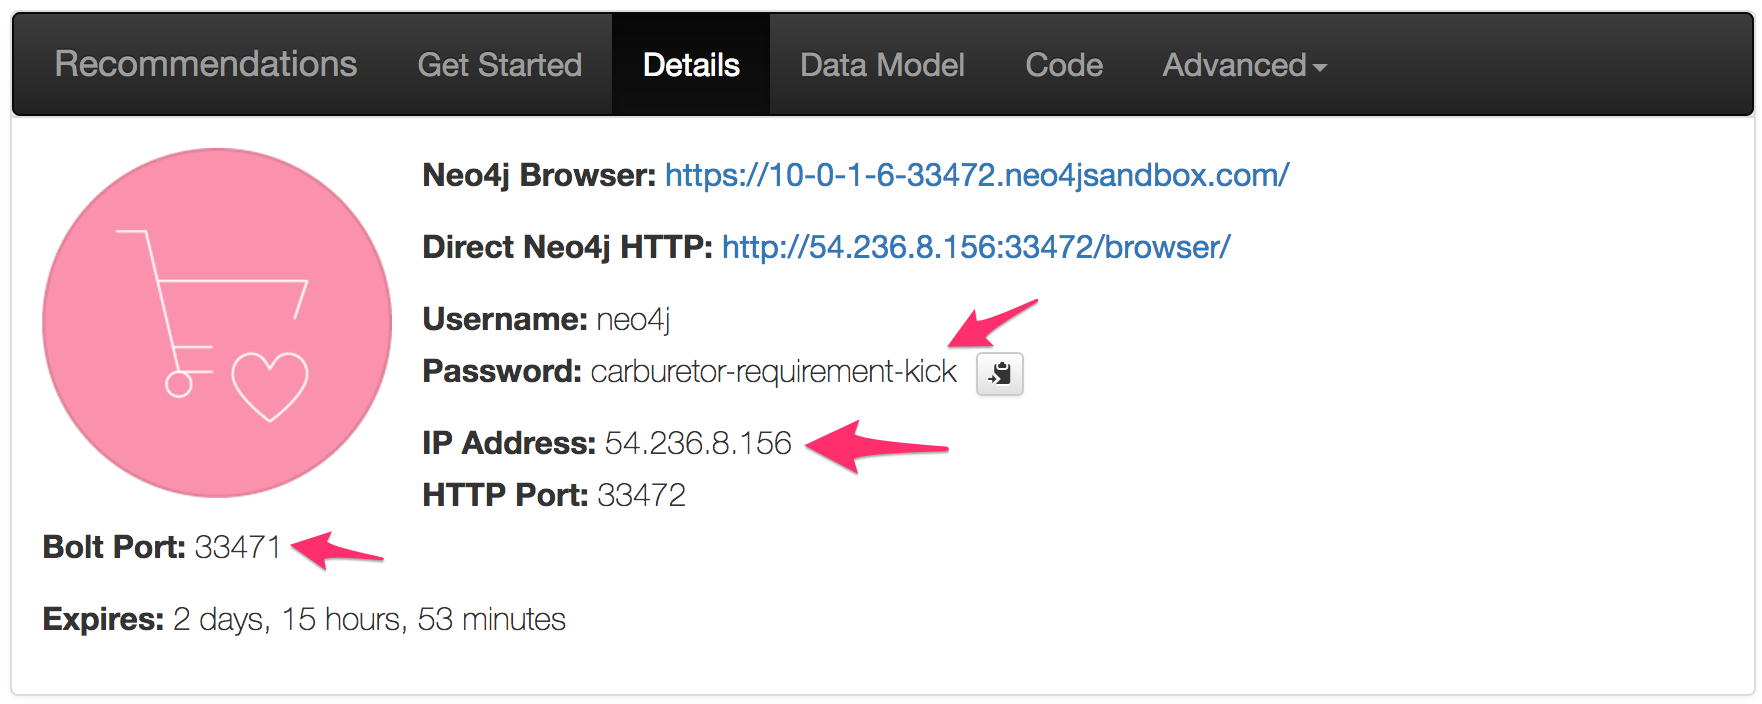 Recommendations Get Started Details Data Model Code Advanced
Neo4j Browser: https://10-0-1-6-33472.neo4jsandbox.com/
Direct Neo4j HTTP: http://54.236.8.156:33472/browser/
Username: neo4j
Password: carburetor-requirement-kick
IP Address: 54.236.8.156
HTTP Port: 33472
Bolt Port: 33471
Expires: 2 days, 15 hours, 53 minutes